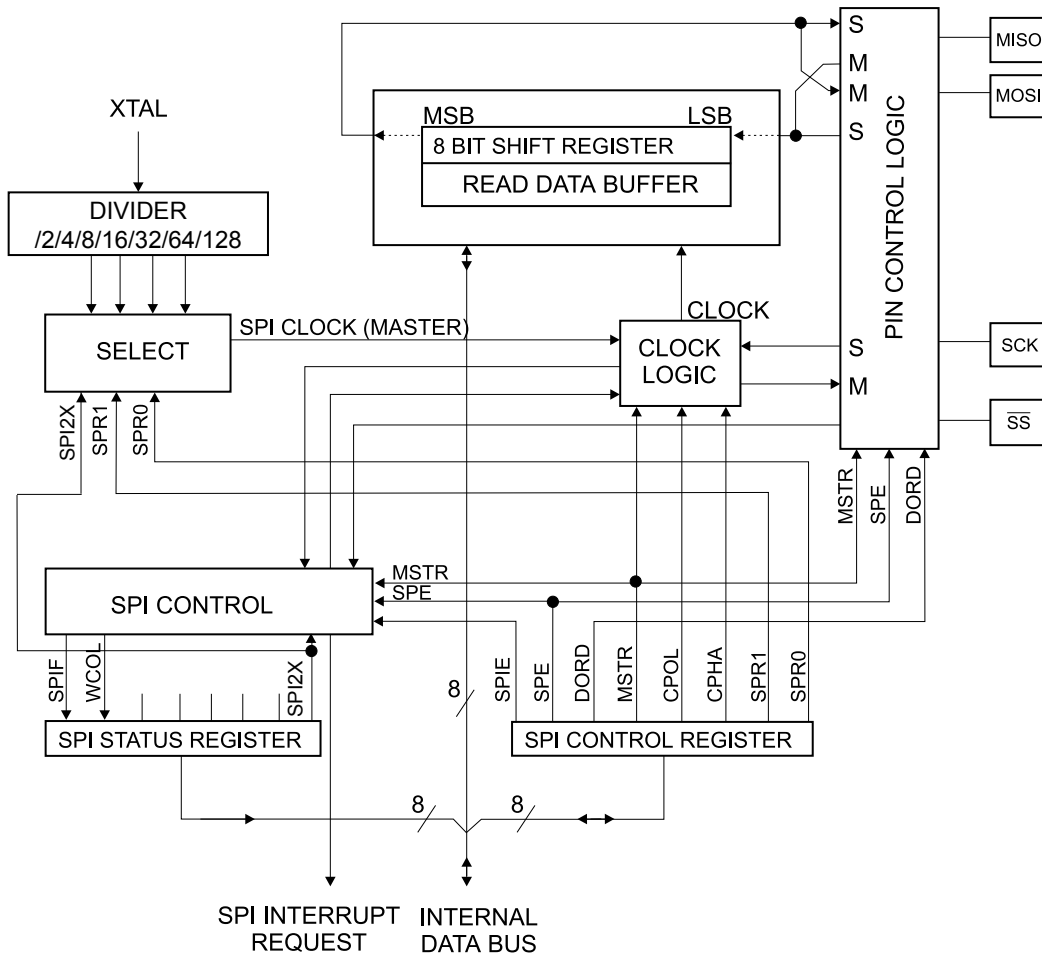 S
MISO
M
XTAL
M
MOSI
MSB
LSB
S
8 BIT SHIFT REGISTER
READ DATA BUFFER
PIN CONTROL LOGIC
DIVIDER
/2/4/8/16/32/64/128
SPI CLOCK (MASTER)
CLOCK
SELECT
CLOCK
LOGIC
S
SCK
M
SPI2X
SPR1
SPR0
SS
MSTR
SPE
DORD
MSTR
SPE
SPI CONTROL
SPIF
WCOL
SPI2X
8
SPIE
SPE
DORD
MSTR
CPOL
CPHA
SPR1
SPR0
SPI STATUS REGISTER
SPI CONTROL REGISTER
8
8
SPI INTERRUPT
REQUEST
INTERNAL
DATA BUS